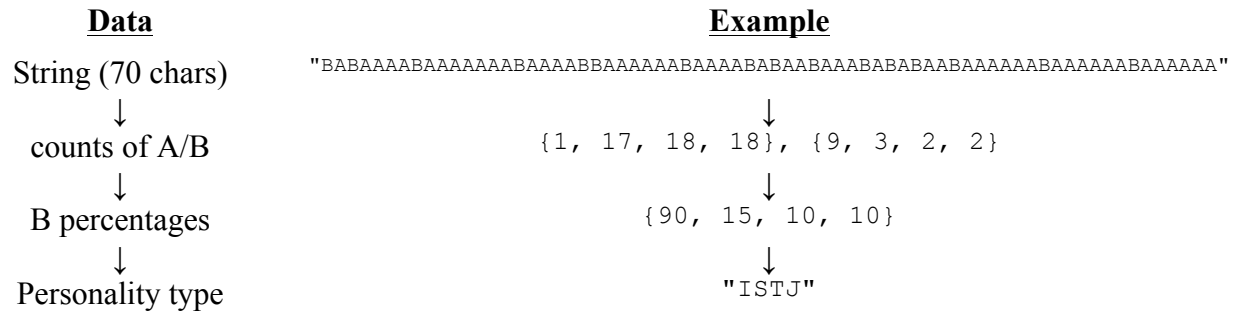 Data Example
String (70 chars) "BABAAAABAAAAAAABAAAABBAAAAAABAAAABABAABAAABABABAABAAAAAABAAAAAABAAAAAA"
↓ ↓
counts of A/B {1, 17, 18, 18}, {9, 3, 2, 2}
↓ ↓
B percentages {90, 15, 10, 10}
↓ ↓
Personality type "ISTJ"